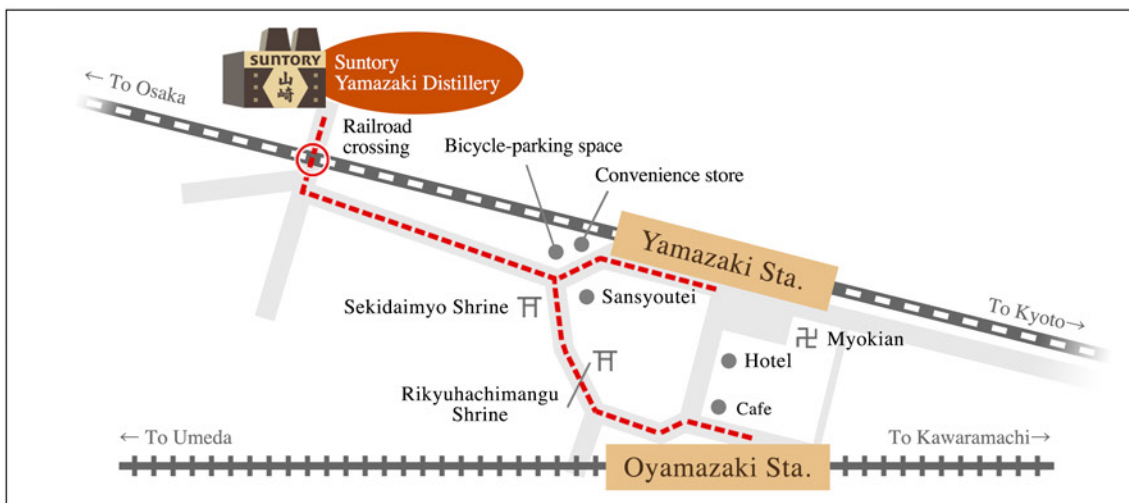 SUNTORY
山崎
Suntory
Yamazaki Distillery
← To Osaka
Railroad
crossing
Bicycle-parking space
Convenience store
Yamazaki Sta.
Sekidaimyo Shrine
Sansyoutei
To Kyoto→
Myokian
Hotel
Rikyuhachimangu
Shrine
Cafe
← To Umeda
To Kawaramachi→
Oyamazaki Sta.